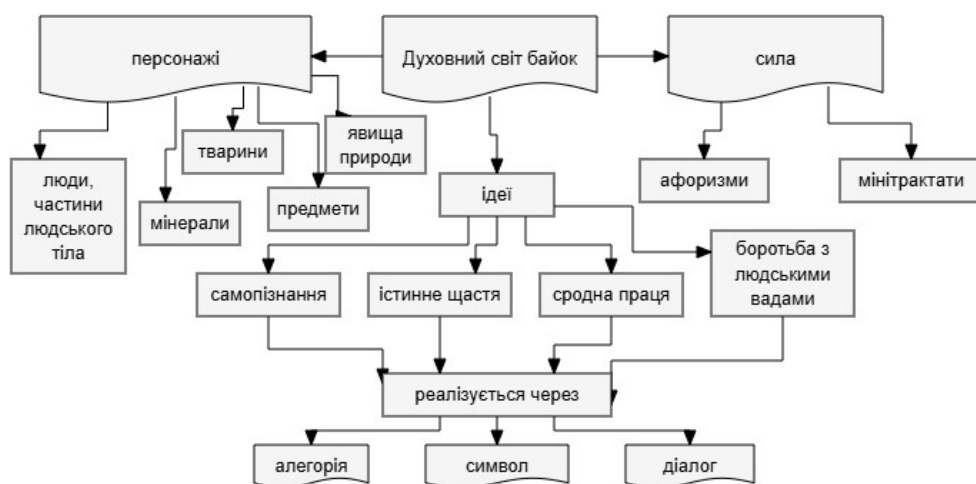 персонажі
Духовний світ байок
сила
люди,
частини
людського
тіла
мінерали
тварини
предмети
явища
природи
ідеї
афоризми
мінітрактати
самопізнання
істинне щастя
сродна праця
боротьба з
людськими
вадами
реалізується через
алегорія
символ
діалог